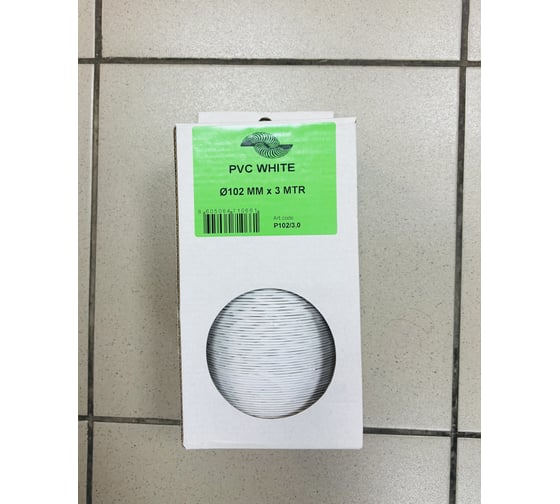 PVC WHITE
Ø102 MM x 3 MTR
Art.code
P102/3,0